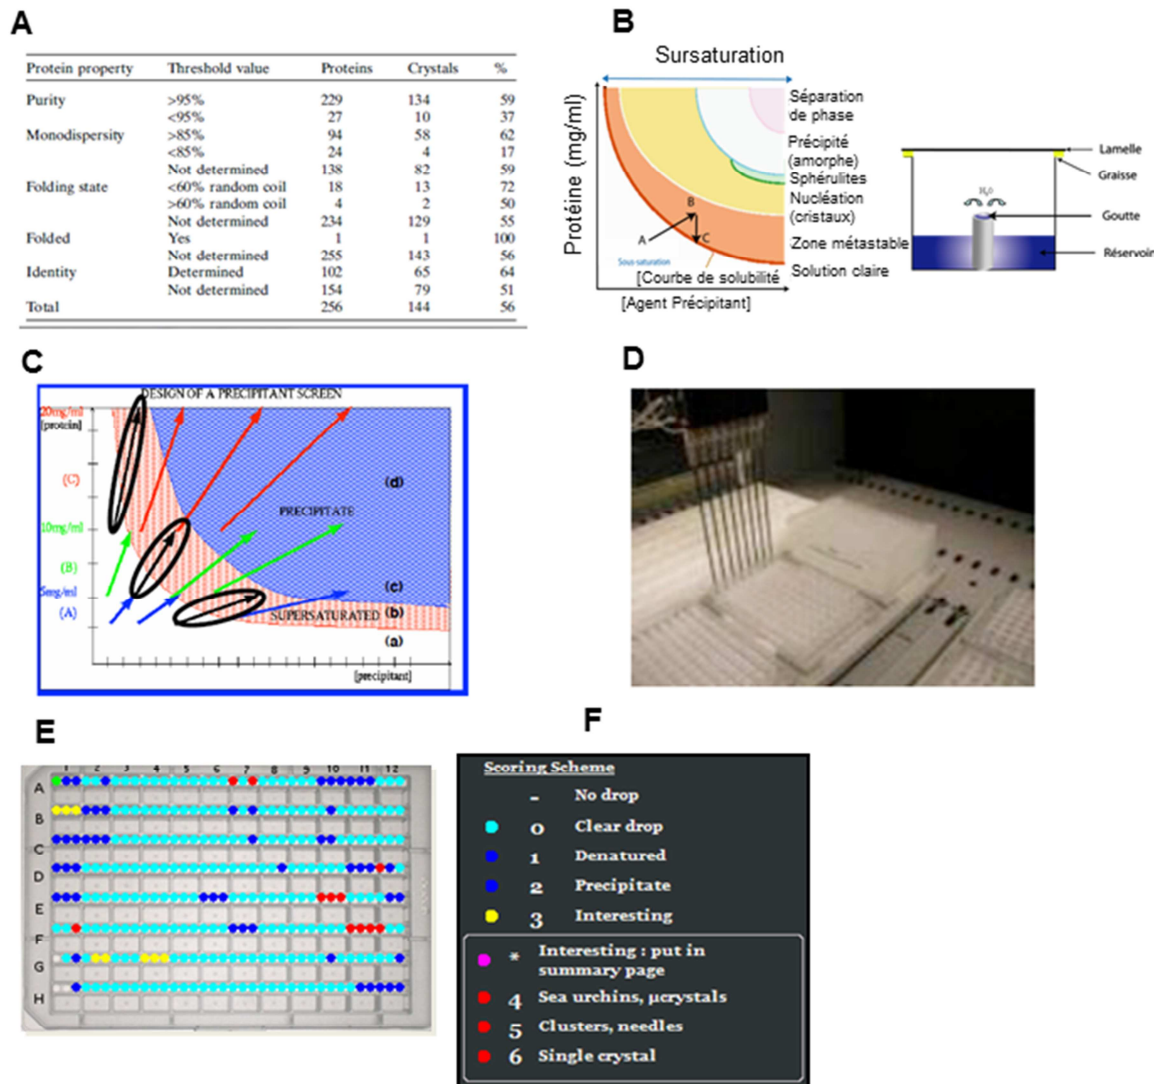 A
Protein property Threshold value Proteins Crystals %
Purity >95% 229 134 59
<95% 27 10 37
Monodispersity >85% 94 58 62
<85% 24 4 17
Not determined 138 82 59
Folding state <60% random coil 18 13 72
>60% random coil 4 2 50
Not determined 234 129 55
Folded Yes 1 1 100
Not determined 255 143 56
Identity Determined 102 65 64
Not determined 154 79 51
Total 256 144 56
B
Sursaturation
Protéine (mg/ml)
Séparation
de phase
Précipité
(amorphe)
Sphérulites
Nucléation
(cristaux)
Zone métastable
Solution claire
A
B
C
Sous-saturation
[Courbe de solubilité
[Agent Précipitant]
Lamelle
Graisse
H₂O
Goutte
Réservoir
C
DESIGN OF A PRECIPITANT SCREEN
20mg/ml
[protein]
(C)
(d)
10mg/ml
PRECIPITATE
(B)
5mg/ml
(c)
(A)
SUPERSATURATED
(b)
(a)
[precipitant]
D
E
1 2 3 4 5 6 7 8 9 10 11 12
A
B
C
D
E
F
G
H
F
Scoring Scheme
- No drop
0 Clear drop
1 Denatured
2 Precipitate
3 Interesting
* Interesting : put in
summary page
4 Sea urchins, µcrystals
5 Clusters, needles
6 Single crystal